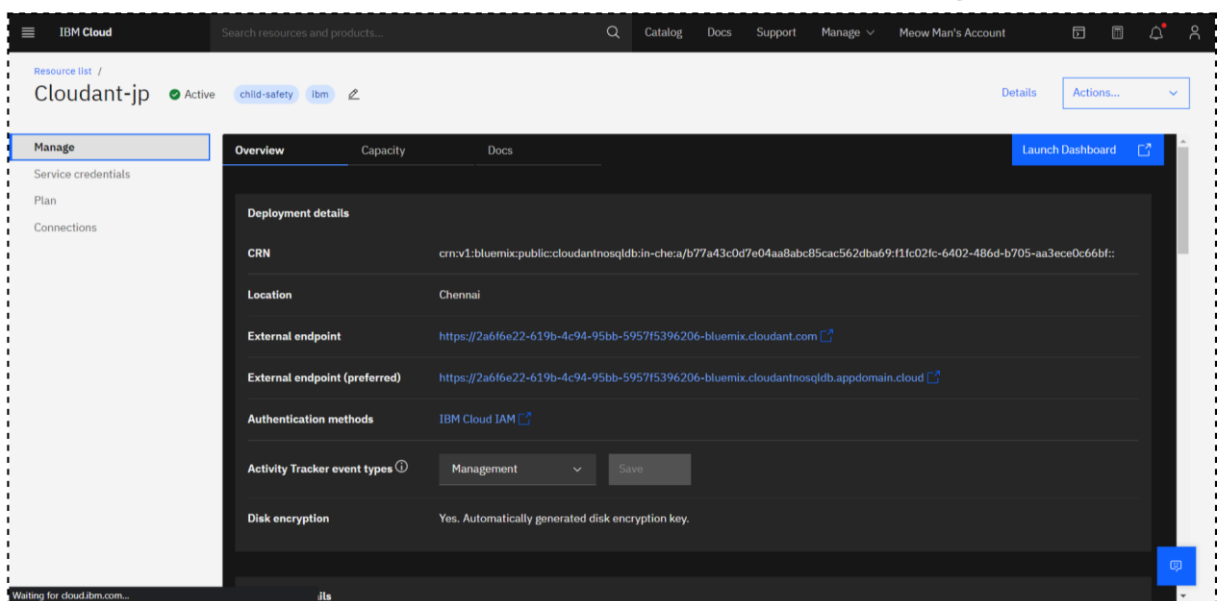 IBM Cloud
Search resources and products...
Catalog
Docs
Support
Manage
Meow Man's Account
Resource list /
Cloudant-jp
Active
child-safety
ibm
Details
Actions...
Manage
Service credentials
Plan
Connections
Overview
Capacity
Docs
Launch Dashboard
Deployment details
CRN
crn:v1:bluemix:public:cloudantnosqldb:in-che:a/b77a43c0d7e04aa8abc85cac562dba69:f1fc02fc-6402-486d-b705-aa3ece0c66bf::
Location
Chennai
External endpoint
https://2a6f6e22-619b-4c94-95bb-5957f5396206-bluemix.cloudant.com
External endpoint (preferred)
https://2a6f6e22-619b-4c94-95bb-5957f5396206-bluemix.cloudantnosqldb.appdomain.cloud
Authentication methods
IBM Cloud IAM
Activity Tracker event types
Management
Save
Disk encryption
Yes. Automatically generated disk encryption key.
Waiting for cloud.ibm.com...